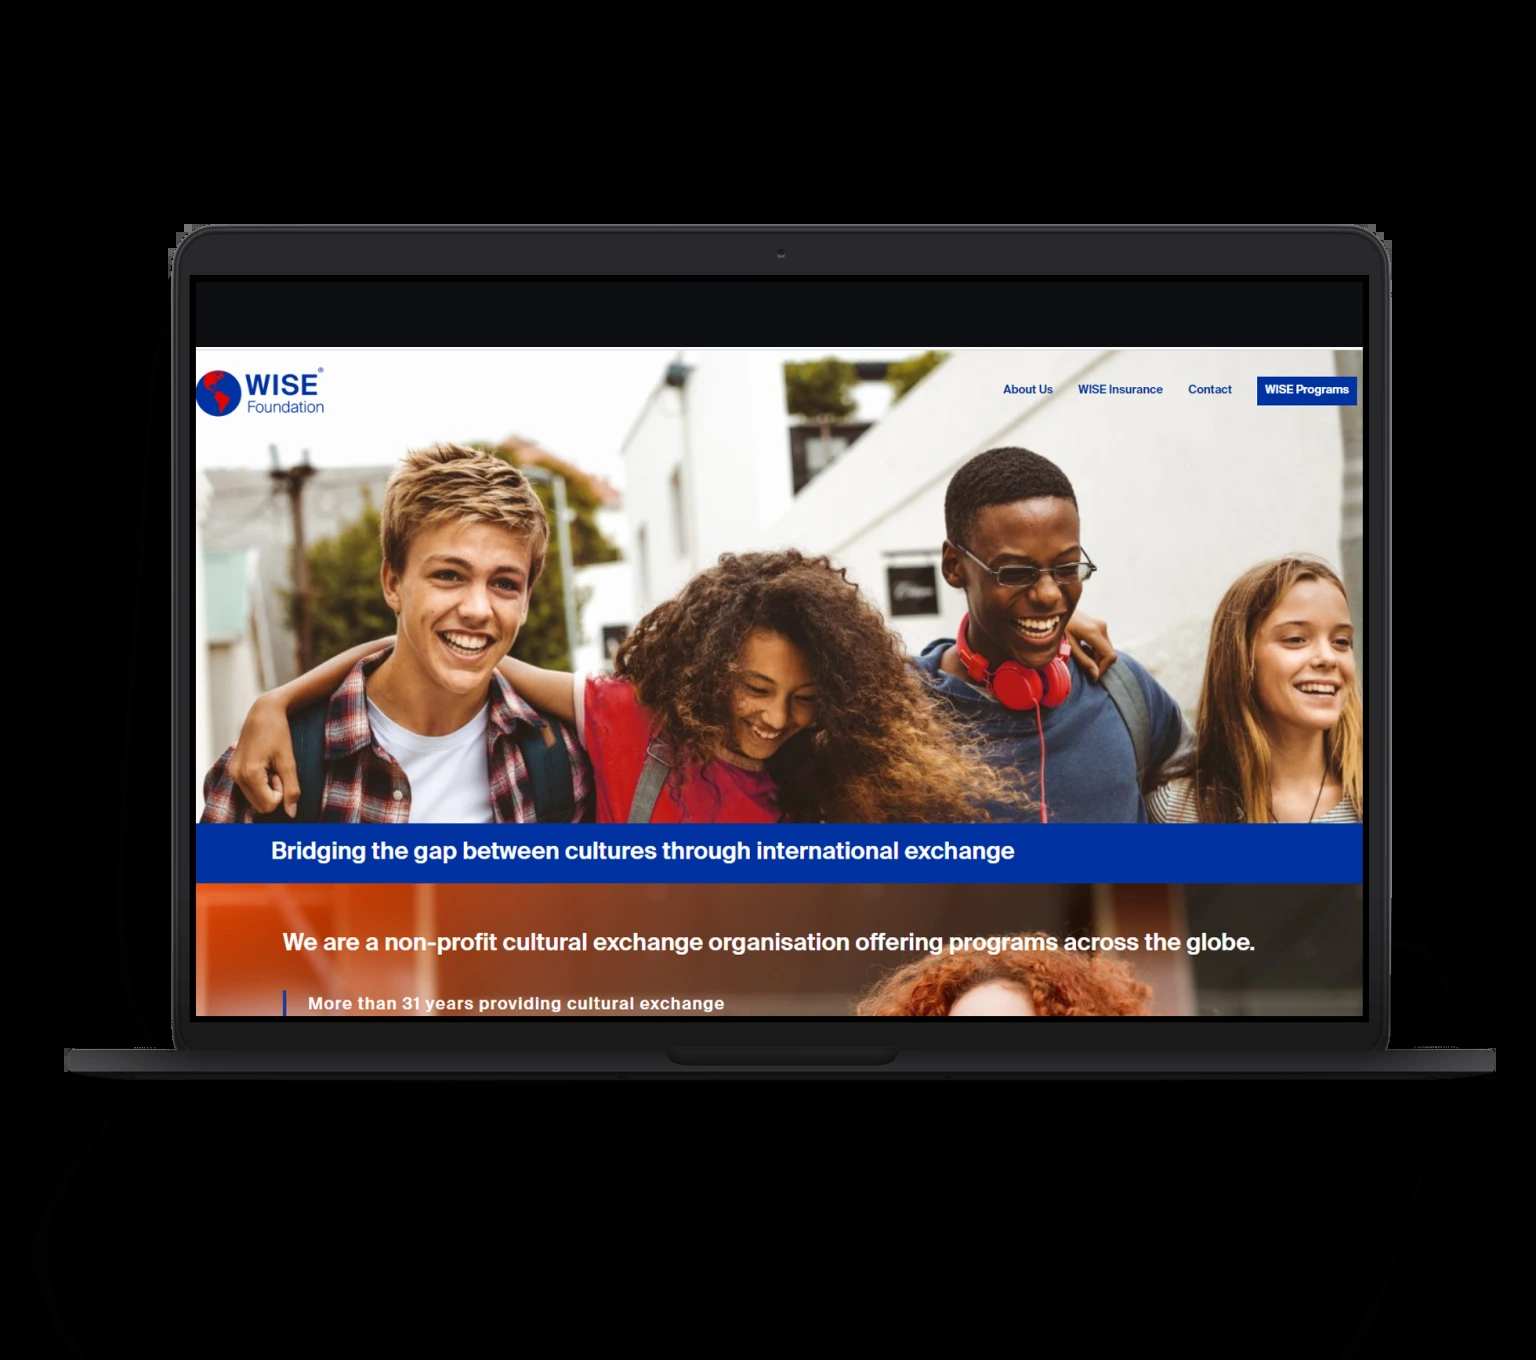 WISE®
Foundation
About Us WISE Insurance Contact WISE Programs
Bridging the gap between cultures through international exchange
We are a non-profit cultural exchange organisation offering programs across the globe.
More than 31 years providing cultural exchange